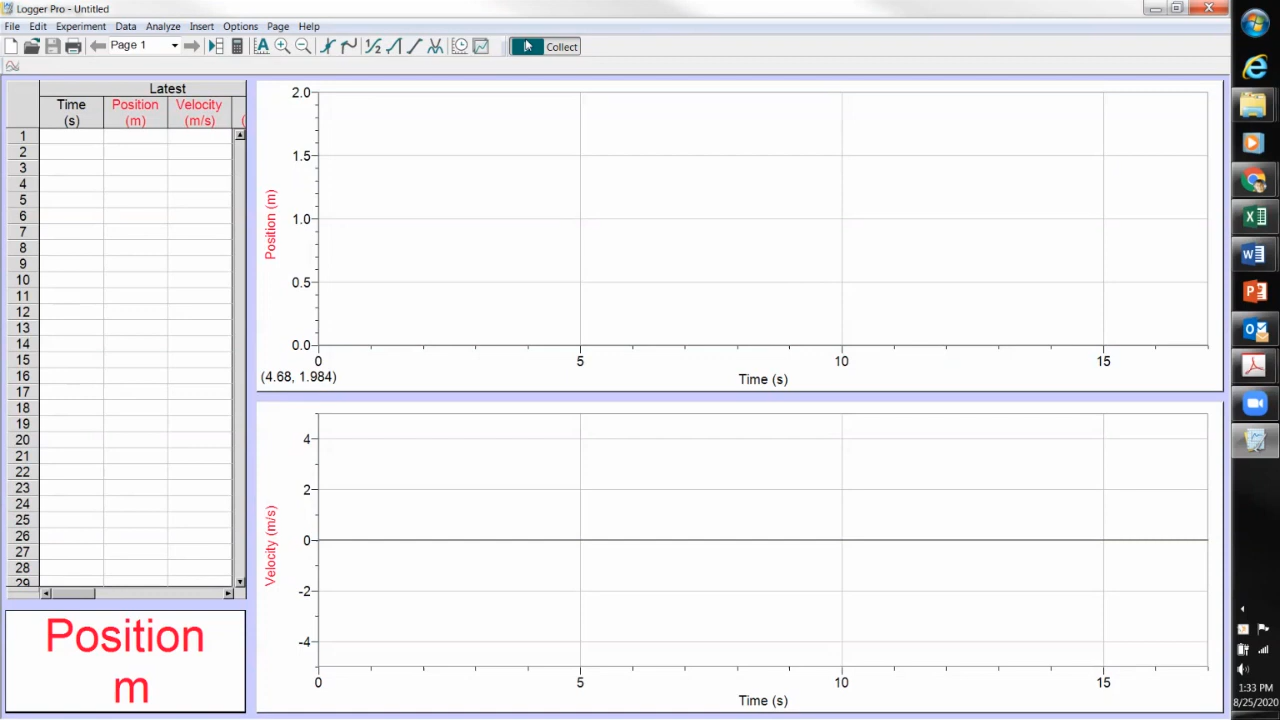 Logger Pro - Untitled
File Edit Experiment Data Analyze Insert Options Page Help
Page 1
Collect
Latest
Time Position Velocity
(s) (m) (m/s) (
1
2
3
4
5
6
7
8
9
10
11
12
13
14
15
16
17
18
19
20
21
22
23
24
25
26
27
28
29
Position
m
2.0
1.5
1.0
0.5
0.0
Position (m)
0 5 10 15
(4.68, 1.984)
Time (s)
4
2
0
-2
-4
Velocity (m/s)
0 5 10 15
Time (s)
1:33 PM
8/25/2020